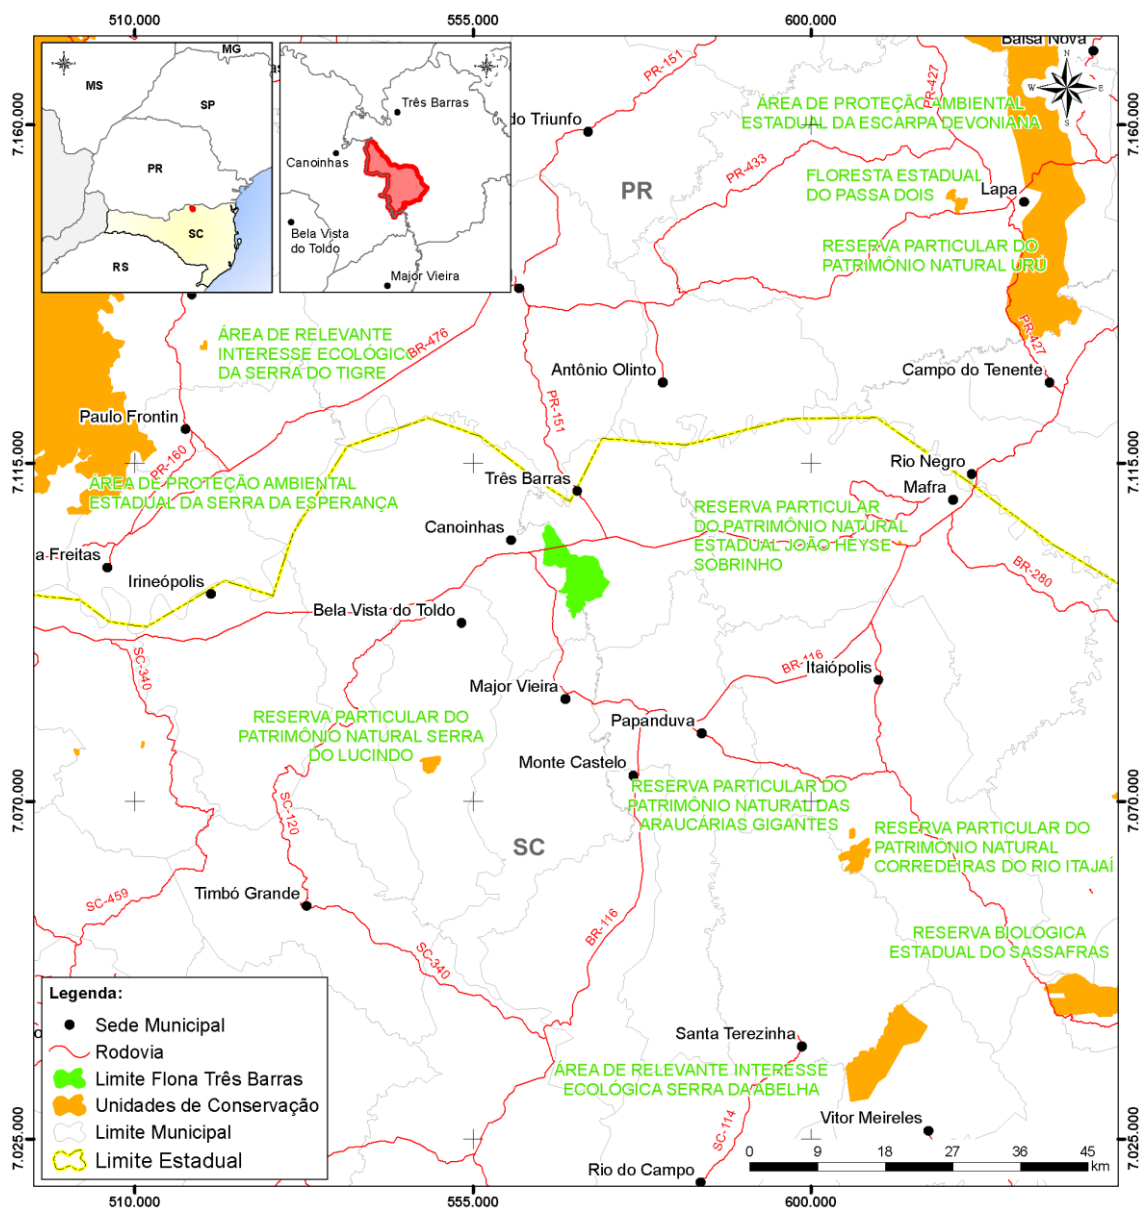 510.000
555.000
600.000
MG
MS
SP
PR
SC
RS
Três Barras
Canoinhas
Bela Vista
do Toldo
Major Vieira
PR-151
PR-427
Balsa Nova
N
W
E
S
7.160.000
7.160.000
do Triunfo
ÁREA DE PROTEÇÃO AMBIENTAL
ESTADUAL DA ESCARPA DEVONIANA
PR-433
PR
FLORESTA ESTADUAL
DO PASSA DOIS
Lapa
RESERVA PARTICULAR DO
PATRIMÔNIO NATURAL URÚ
ÁREA DE RELEVANTE
INTERESSE ECOLÓGICO
DA SERRA DO TIGRE
BR-476
PR-427
Antônio Olinto
Campo do Tenente
PR-151
Paulo Frontin
PR-160
7.115.000
7.115.000
ÁREA DE PROTEÇÃO AMBIENTAL
ESTADUAL DA SERRA DA ESPERANÇA
Três Barras
Rio Negro
Mafra
Canoinhas
RESERVA PARTICULAR
DO PATRIMÔNIO NATURAL
ESTADUAL JOÃO HEYSE
SOBRINHO
a Freitas
Irineópolis
BR-280
Bela Vista do Toldo
SC-340
BR-116
Itaiópolis
Major Vieira
Papanduva
RESERVA PARTICULAR DO
PATRIMÔNIO NATURAL SERRA
DO LUCINDO
Monte Castelo
RESERVA PARTICULAR DO
PATRIMÔNIO NATURAL DAS
ARAUCÁRIAS GIGANTES
7.070.000
7.070.000
SC-120
SC
RESERVA PARTICULAR DO
PATRIMÔNIO NATURAL
CORREDEIRAS DO RIO ITAJAÍ
SC-459
Timbó Grande
BR-116
SC-340
RESERVA BIOLÓGICA
ESTADUAL DO SASSAFRAS
Legenda:
Sede Municipal
Rodovia
Limite Flona Três Barras
Unidades de Conservação
Limite Municipal
Limite Estadual
Santa Terezinha
ÁREA DE RELEVANTE INTERESSE
ECOLÓGICA SERRA DA ABELHA
Vitor Meireles
SC-114
Rio do Campo
7.025.000
7.025.000
0 9 18 27 36 45
km
510.000
555.000
600.000